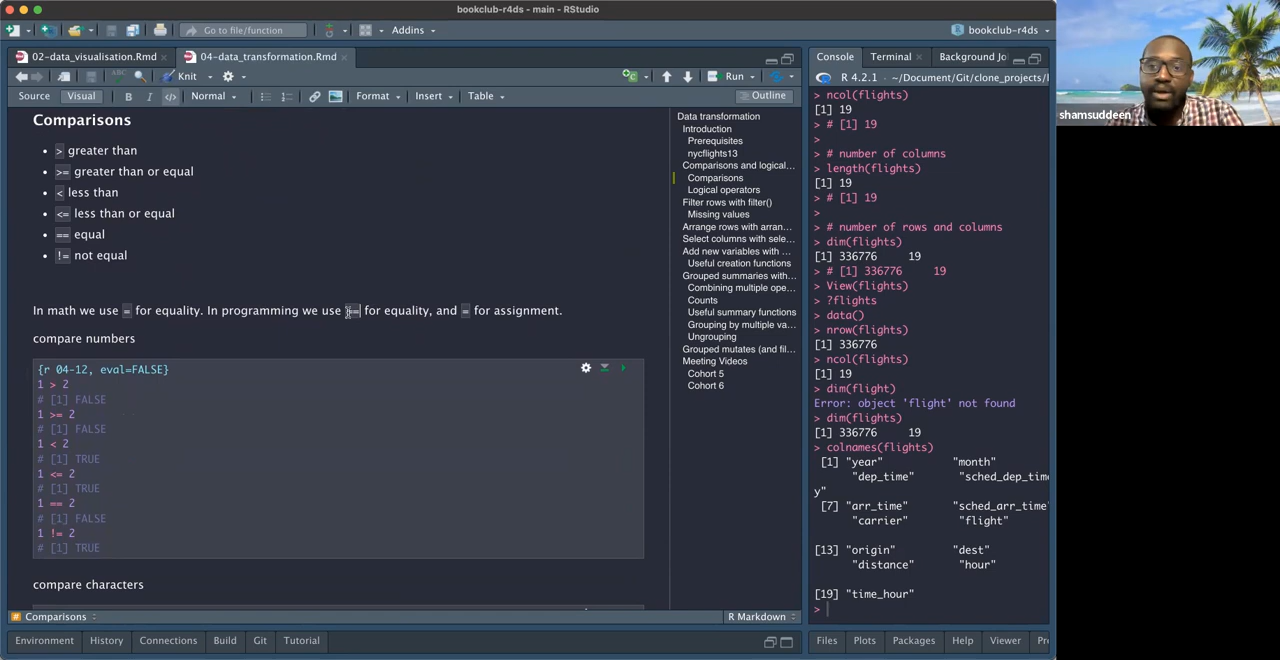 bookclub-r4ds - main - RStudio
Go to file/function
Addins
bookclub-r4ds
02-data_visualisation.Rmd
04-data_transformation.Rmd
Knit
Run
Source
Visual
B
I
</>
Normal
Format
Insert
Table
Outline
Comparisons
> greater than
>= greater than or equal
< less than
<= less than or equal
== equal
!= not equal
In math we use = for equality. In programming we use == for equality, and = for assignment.
compare numbers
{r 04-12, eval=FALSE}
1 > 2
# [1] FALSE
1 >= 2
# [1] FALSE
1 < 2
# [1] TRUE
1 <= 2
# [1] TRUE
1 == 2
# [1] FALSE
1 != 2
# [1] TRUE
compare characters
Data transformation
Introduction
Prerequisites
nycflights13
Comparisons and logical...
Comparisons
Logical operators
Filter rows with filter()
Missing values
Arrange rows with arran...
Select columns with sele...
Add new variables with ...
Useful creation functions
Grouped summaries with...
Combining multiple ope...
Counts
Useful summary functions
Grouping by multiple va...
Ungrouping
Grouped mutates (and fil...
Meeting Videos
Cohort 5
Cohort 6
# Comparisons
R Markdown
Environment
History
Connections
Build
Git
Tutorial
Console
Terminal
Background Jo
R 4.2.1 · ~/Document/Git/clone_projects/
> ncol(flights)
[1] 19
> # [1] 19
>
> # number of columns
> length(flights)
[1] 19
> # [1] 19
>
> # number of rows and columns
> dim(flights)
[1] 336776 19
> # [1] 336776 19
> View(flights)
> ?flights
> data()
> nrow(flights)
[1] 336776
> ncol(flights)
[1] 19
> dim(flight)
Error: object 'flight' not found
> dim(flights)
[1] 336776 19
> colnames(flights)
[1] "year" "month"
"dep_time" "sched_dep_tim
y"
[7] "arr_time" "sched_arr_time"
"carrier" "flight"
[13] "origin" "dest"
"distance" "hour"
[19] "time_hour"
>
Files
Plots
Packages
Help
Viewer
Pr
shamsuddeen